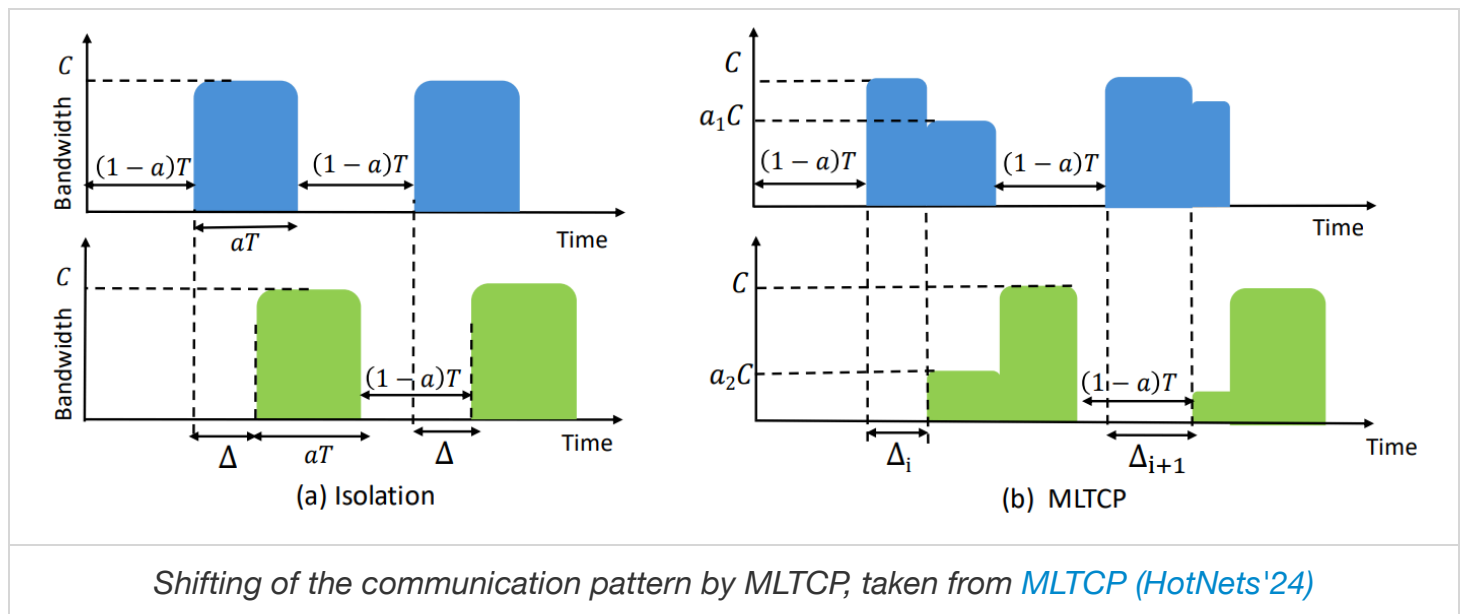 C
Bandwidth
(1 − a)T
(1 − a)T
aT
Time
C
Bandwidth
(1 − a)T
Time
Δ
aT
Δ
(a) Isolation
C
a₁C
(1 − a)T
(1 − a)T
Time
C
a₂C
(1 − a)T
Time
Δᵢ
Δᵢ₊₁
(b) MLTCP
Shifting of the communication pattern by MLTCP, taken from MLTCP (HotNets'24)